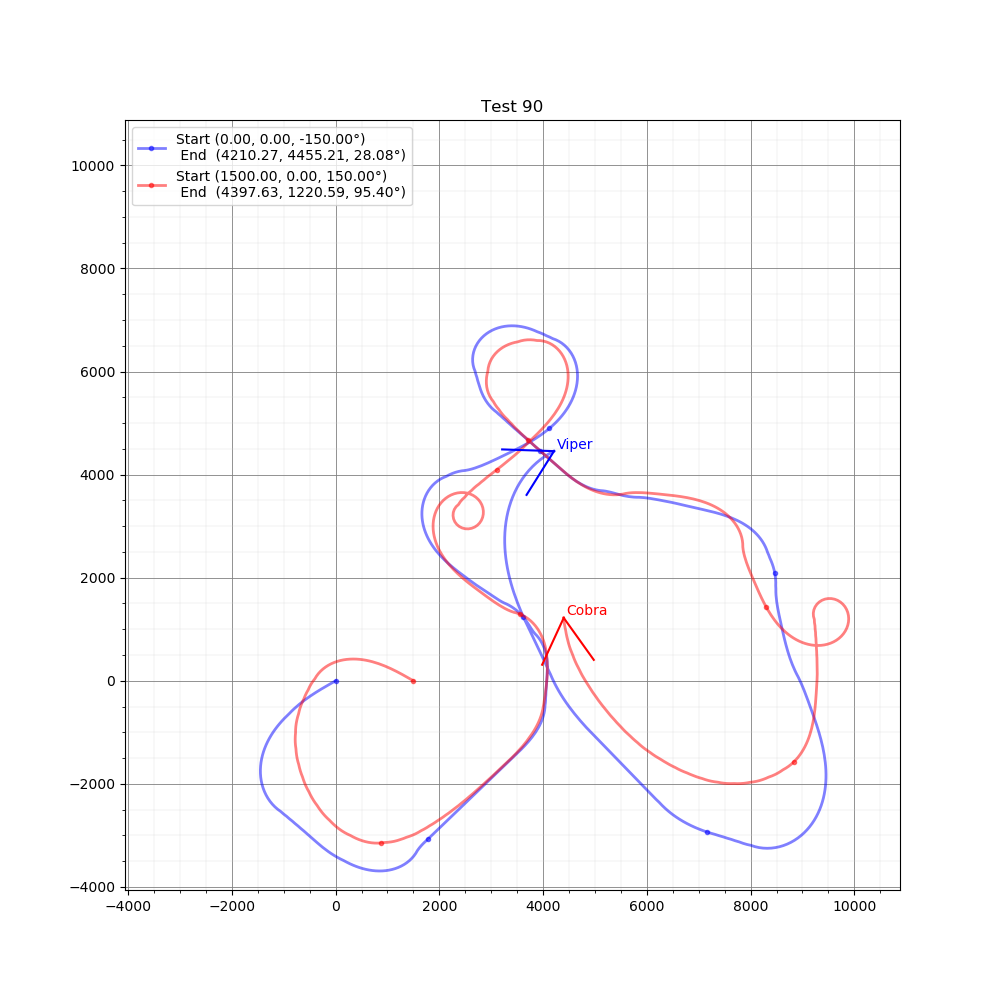 Test 90
Start (0.00, 0.00, -150.00°)
End (4210.27, 4455.21, 28.08°)
Start (1500.00, 0.00, 150.00°)
End (4397.63, 1220.59, 95.40°)
10000
8000
6000
4000
2000
0
−2000
−4000
Viper
Cobra
−4000 −2000 0 2000 4000 6000 8000 10000